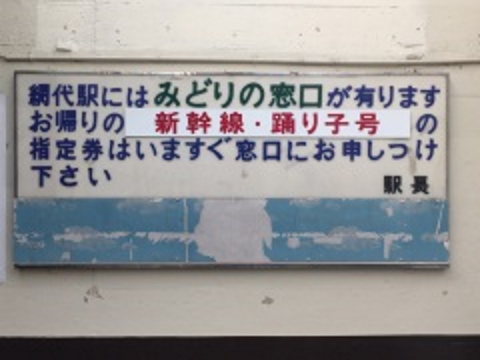 網代駅にはみどりの窓口が有ります
お帰りの新幹線・踊り子号の
指定券はいますぐ窓口にお申しつけ
下さい
駅長